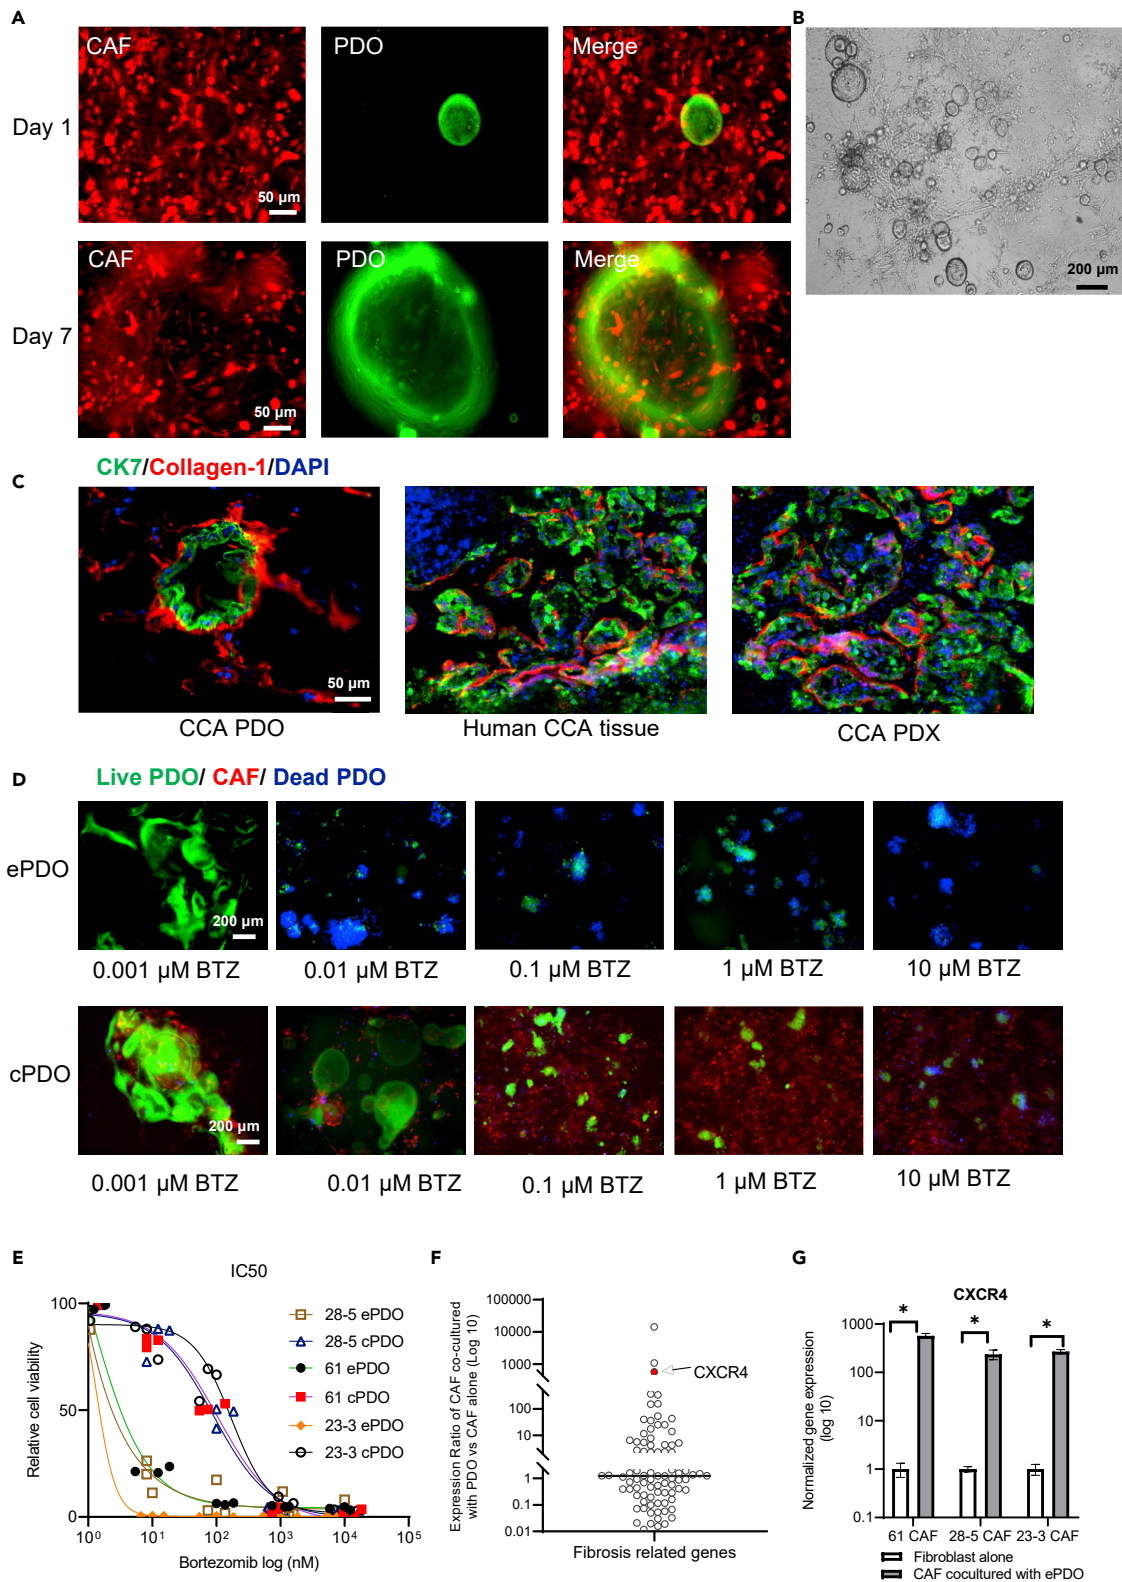 A
B
CAF
PDO
Merge
Day 1
50 µm
200 µm
CAF
PDO
Merge
Day 7
50 µm
CK7/Collagen-1/DAPI
C
50 µm
CCA PDO
Human CCA tissue
CCA PDX
D
Live PDO/ CAF/ Dead PDO
ePDO
200 µm
0.001 µM BTZ
0.01 µM BTZ
0.1 µM BTZ
1 µM BTZ
10 µM BTZ
cPDO
200 µm
0.001 µM BTZ
0.01 µM BTZ
0.1 µM BTZ
1 µM BTZ
10 µM BTZ
E
IC50
Relative cell viability
100
50
0
10⁰
10¹
10²
10³
10⁴
10⁵
Bortezomib log (nM)
28-5 ePDO
28-5 cPDO
61 ePDO
61 cPDO
23-3 ePDO
23-3 cPDO
F
Expression Ratio of CAF co-cultured
with PDO vs CAF alone (Log 10)
100000
10000
1000
100
10
1
0.1
0.01
CXCR4
Fibrosis related genes
G
CXCR4
Normalized gene expression
(log 10)
1000
100
10
1
0.1
*
*
*
61 CAF
28-5 CAF
23-3 CAF
Fibroblast alone
CAF cocultured with ePDO